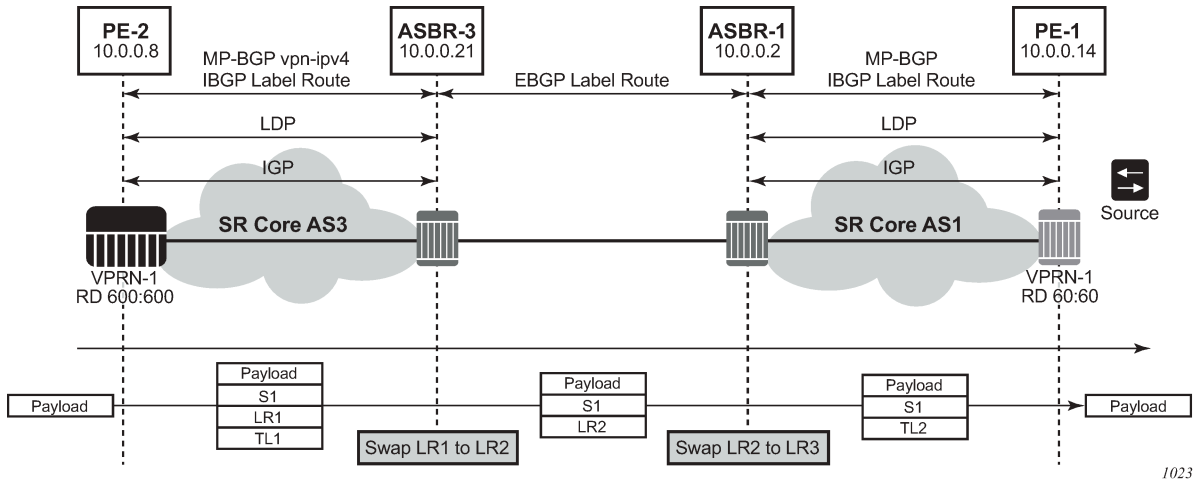 PE-2
10.0.0.8
ASBR-3
10.0.0.21
ASBR-1
10.0.0.2
PE-1
10.0.0.14
MP-BGP vpn-ipv4
IBGP Label Route
EBGP Label Route
MP-BGP
IBGP Label Route
LDP
LDP
IGP
IGP
SR Core AS3
SR Core AS1
Source
VPRN-1
RD 600:600
VPRN-1
RD 60:60
Payload
Payload
S1
LR1
TL1
Payload
S1
LR2
Payload
S1
TL2
Payload
Swap LR1 to LR2
Swap LR2 to LR3
1023